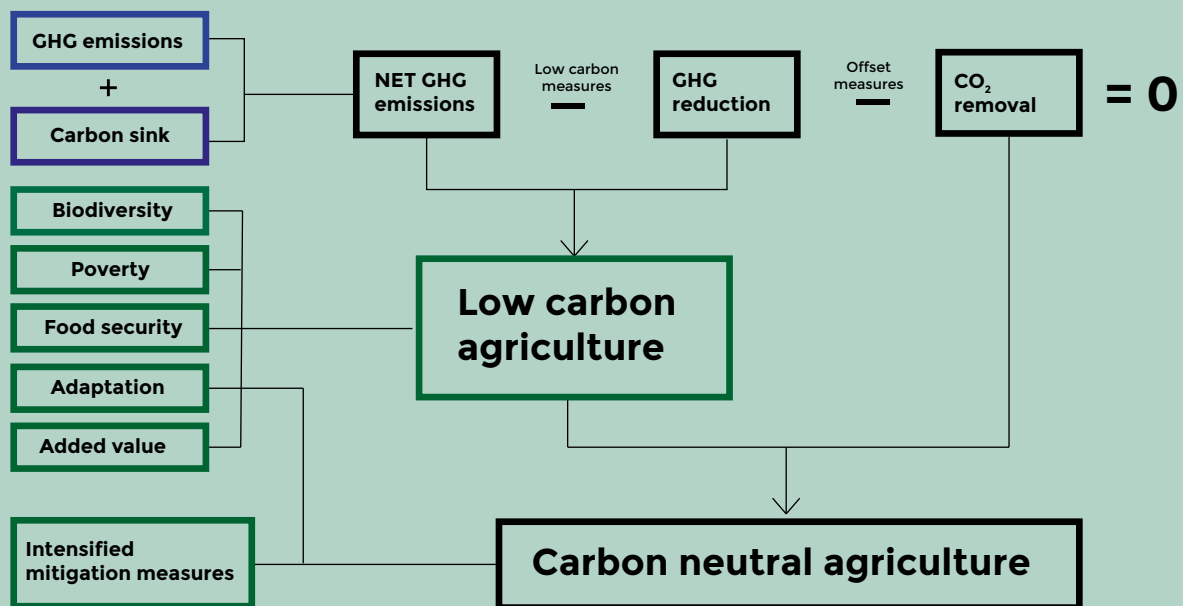 GHG emissions
+
Carbon sink
NET GHG
emissions
Low carbon
measures
GHG
reduction
Offset
measures
CO₂
removal
= 0
Biodiversity
Poverty
Food security
Adaptation
Added value
Low carbon
agriculture
Intensified
mitigation measures
Carbon neutral agriculture